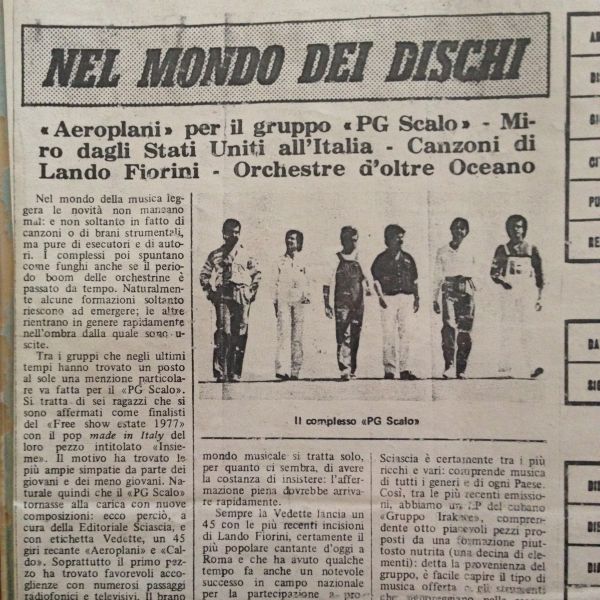 NEL MONDO DEI DISCHI
«Aeroplani» per il gruppo «PG Scalo» - Mi-
ro dagli Stati Uniti all'Italia - Canzoni di
Lando Fiorini - Orchestre d'oltre Oceano
Nel mondo della musica leg-
gera le novità non mancano
mai: e non soltanto in fatto di
canzoni o di brani strumentali,
ma pure di esecutori e di auto-
ri. I complessi poi spuntano
come funghi anche se il perio-
do boom delle orchestrine è
passato da tempo. Naturalmen-
te alcune formazioni soltanto
riescono ad emergere; le altre
rientrano in genere rapidamente
nell'ombra dalla quale sono u-
scite.
Tra i gruppi che negli ultimi
tempi hanno trovato un posto
al sole una menzione particola-
re va fatta per il «PG Scalo».
Si tratta di sei ragazzi che si
sono affermati come finalisti
del «Free show estate 1977»
con il pop made in Italy del
loro pezzo intitolato «Insie-
me». Il motivo ha trovato le
più ampie simpatie da parte dei
giovani e dei meno giovani. Na-
turale quindi che il «PG Scalo»
tornasse alla carica con nuove
composizioni: ecco perciò, a
cura della Editoriale Sciascia, e
con etichetta Vedette, un 45
giri recante «Aeroplani» e «Cal-
do». Soprattutto il primo pez-
zo ha trovato favorevoli acco-
glienze con numerosi passaggi
radiofonici e televisivi. Il brano
Il complesso «PG Scalo»
mondo musicale si tratta solo,
per quanto ci sembra, di avere
la costanza di insistere: l'affer-
mazione piena dovrebbe arriva-
re rapidamente.
Sempre la Vedette lancia un
45 con le più recenti incisioni
di Lando Fiorini, certamente il
più popolare cantante d'oggi a
Roma e che ha avuto qualche
tempo fa anche un notevole
successo in campo nazionale
per la partecipazione a pro-
Sciascia è certamente tra i più
ricchi e vari: comprende musica
di tutti i generi e di ogni Paese.
Così, tra le più recenti emissio-
ni, abbiamo un LP del cubano
«Gruppo Irakwes», compren-
dente otto piacevoli pezzi pro-
posti da una formazione piut-
tosto nutrita (una decina di ele-
menti): detta la provenienza del
gruppo, è facile capire il tipo di
musica offerta